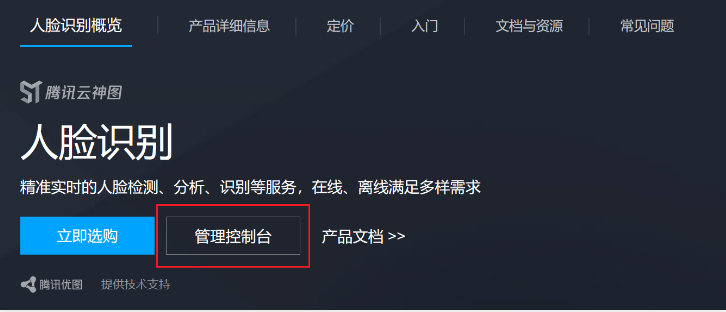 人脸识别概览 产品详细信息 定价 入门 文档与资源 常见问题
腾讯云神图
人脸识别
精准实时的人脸检测、分析、识别等服务，在线、离线满足多样需求
立即选购 管理控制台 产品文档 >>
腾讯优图 提供技术支持